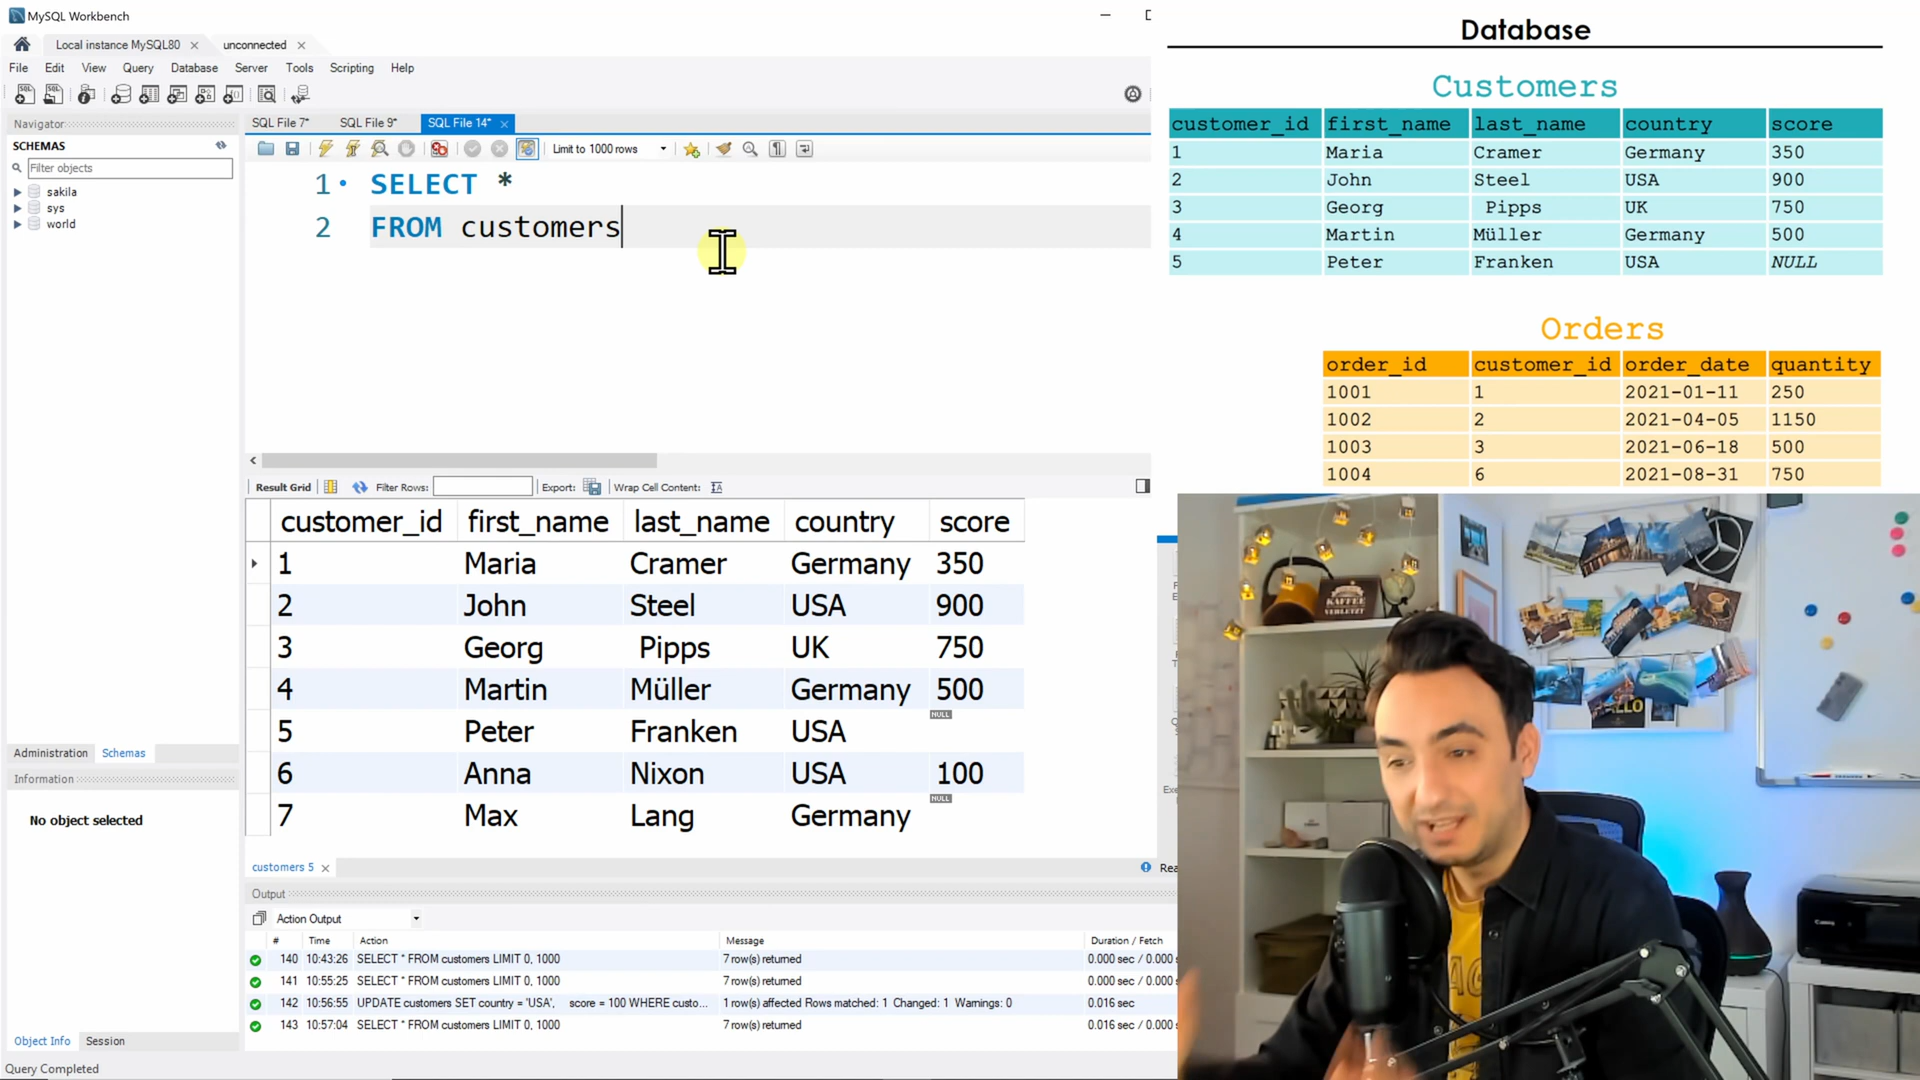 MySQL Workbench
Local instance MySQL80
unconnected
File Edit View Query Database Server Tools Scripting Help
Navigator
SCHEMAS
Filter objects
sakila
sys
world
Administration Schemas
Information
No object selected
Object Info Session
Query Completed
SQL File 7* SQL File 9* SQL File 14*
Limit to 1000 rows
1 SELECT *
2 FROM customers
Result Grid Filter Rows: Export: Wrap Cell Content:
customer_id first_name last_name country score
1 Maria Cramer Germany 350
2 John Steel USA 900
3 Georg Pipps UK 750
4 Martin Müller Germany 500
5 Peter Franken USA NULL
6 Anna Nixon USA 100
7 Max Lang Germany NULL
customers 5
Rea
Output
Action Output
# Time Action Message Duration / Fetch
140 10:43:26 SELECT * FROM customers LIMIT 0, 1000 7 row(s) returned 0.000 sec / 0.000
141 10:55:25 SELECT * FROM customers LIMIT 0, 1000 7 row(s) returned 0.000 sec / 0.000
142 10:56:55 UPDATE customers SET country = 'USA', score = 100 WHERE custo... 1 row(s) affected Rows matched: 1 Changed: 1 Warnings: 0 0.016 sec
143 10:57:04 SELECT * FROM customers LIMIT 0, 1000 7 row(s) returned 0.016 sec / 0.000
Database
Customers
customer_id first_name last_name country score
1 Maria Cramer Germany 350
2 John Steel USA 900
3 Georg Pipps UK 750
4 Martin Müller Germany 500
5 Peter Franken USA NULL
Orders
order_id customer_id order_date quantity
1001 1 2021-01-11 250
1002 2 2021-04-05 1150
1003 3 2021-06-18 500
1004 6 2021-08-31 750
KAFFEE
VERLETZT
Canon